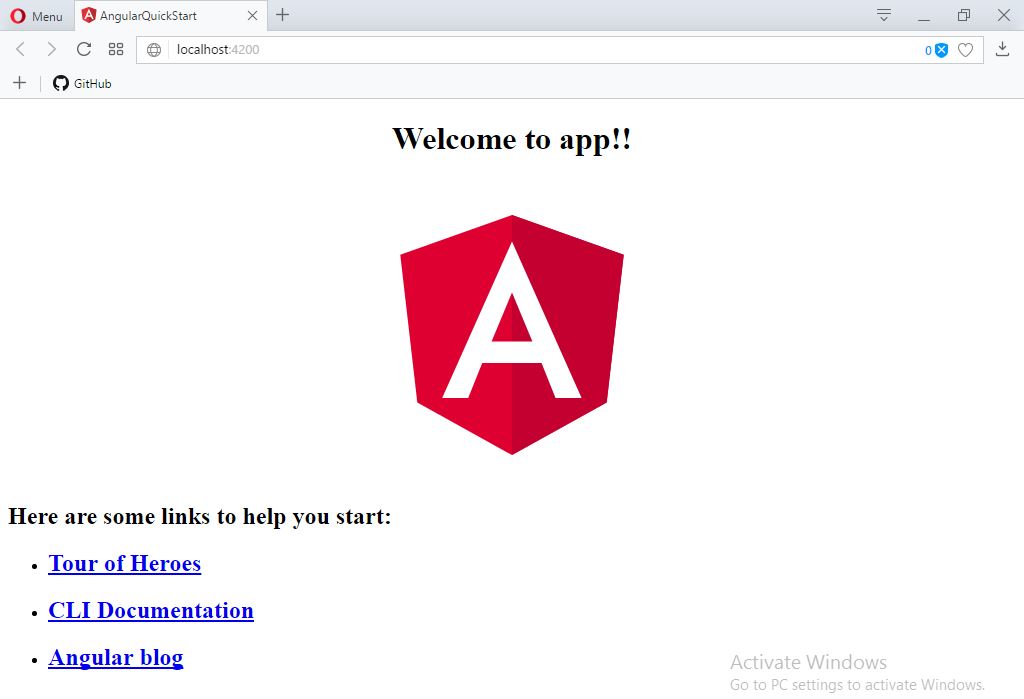 Menu
AngularQuickStart
localhost:4200
0
GitHub
Welcome to app!!
A
Here are some links to help you start:
Tour of Heroes
CLI Documentation
Angular blog
Activate Windows
Go to PC settings to activate Windows.